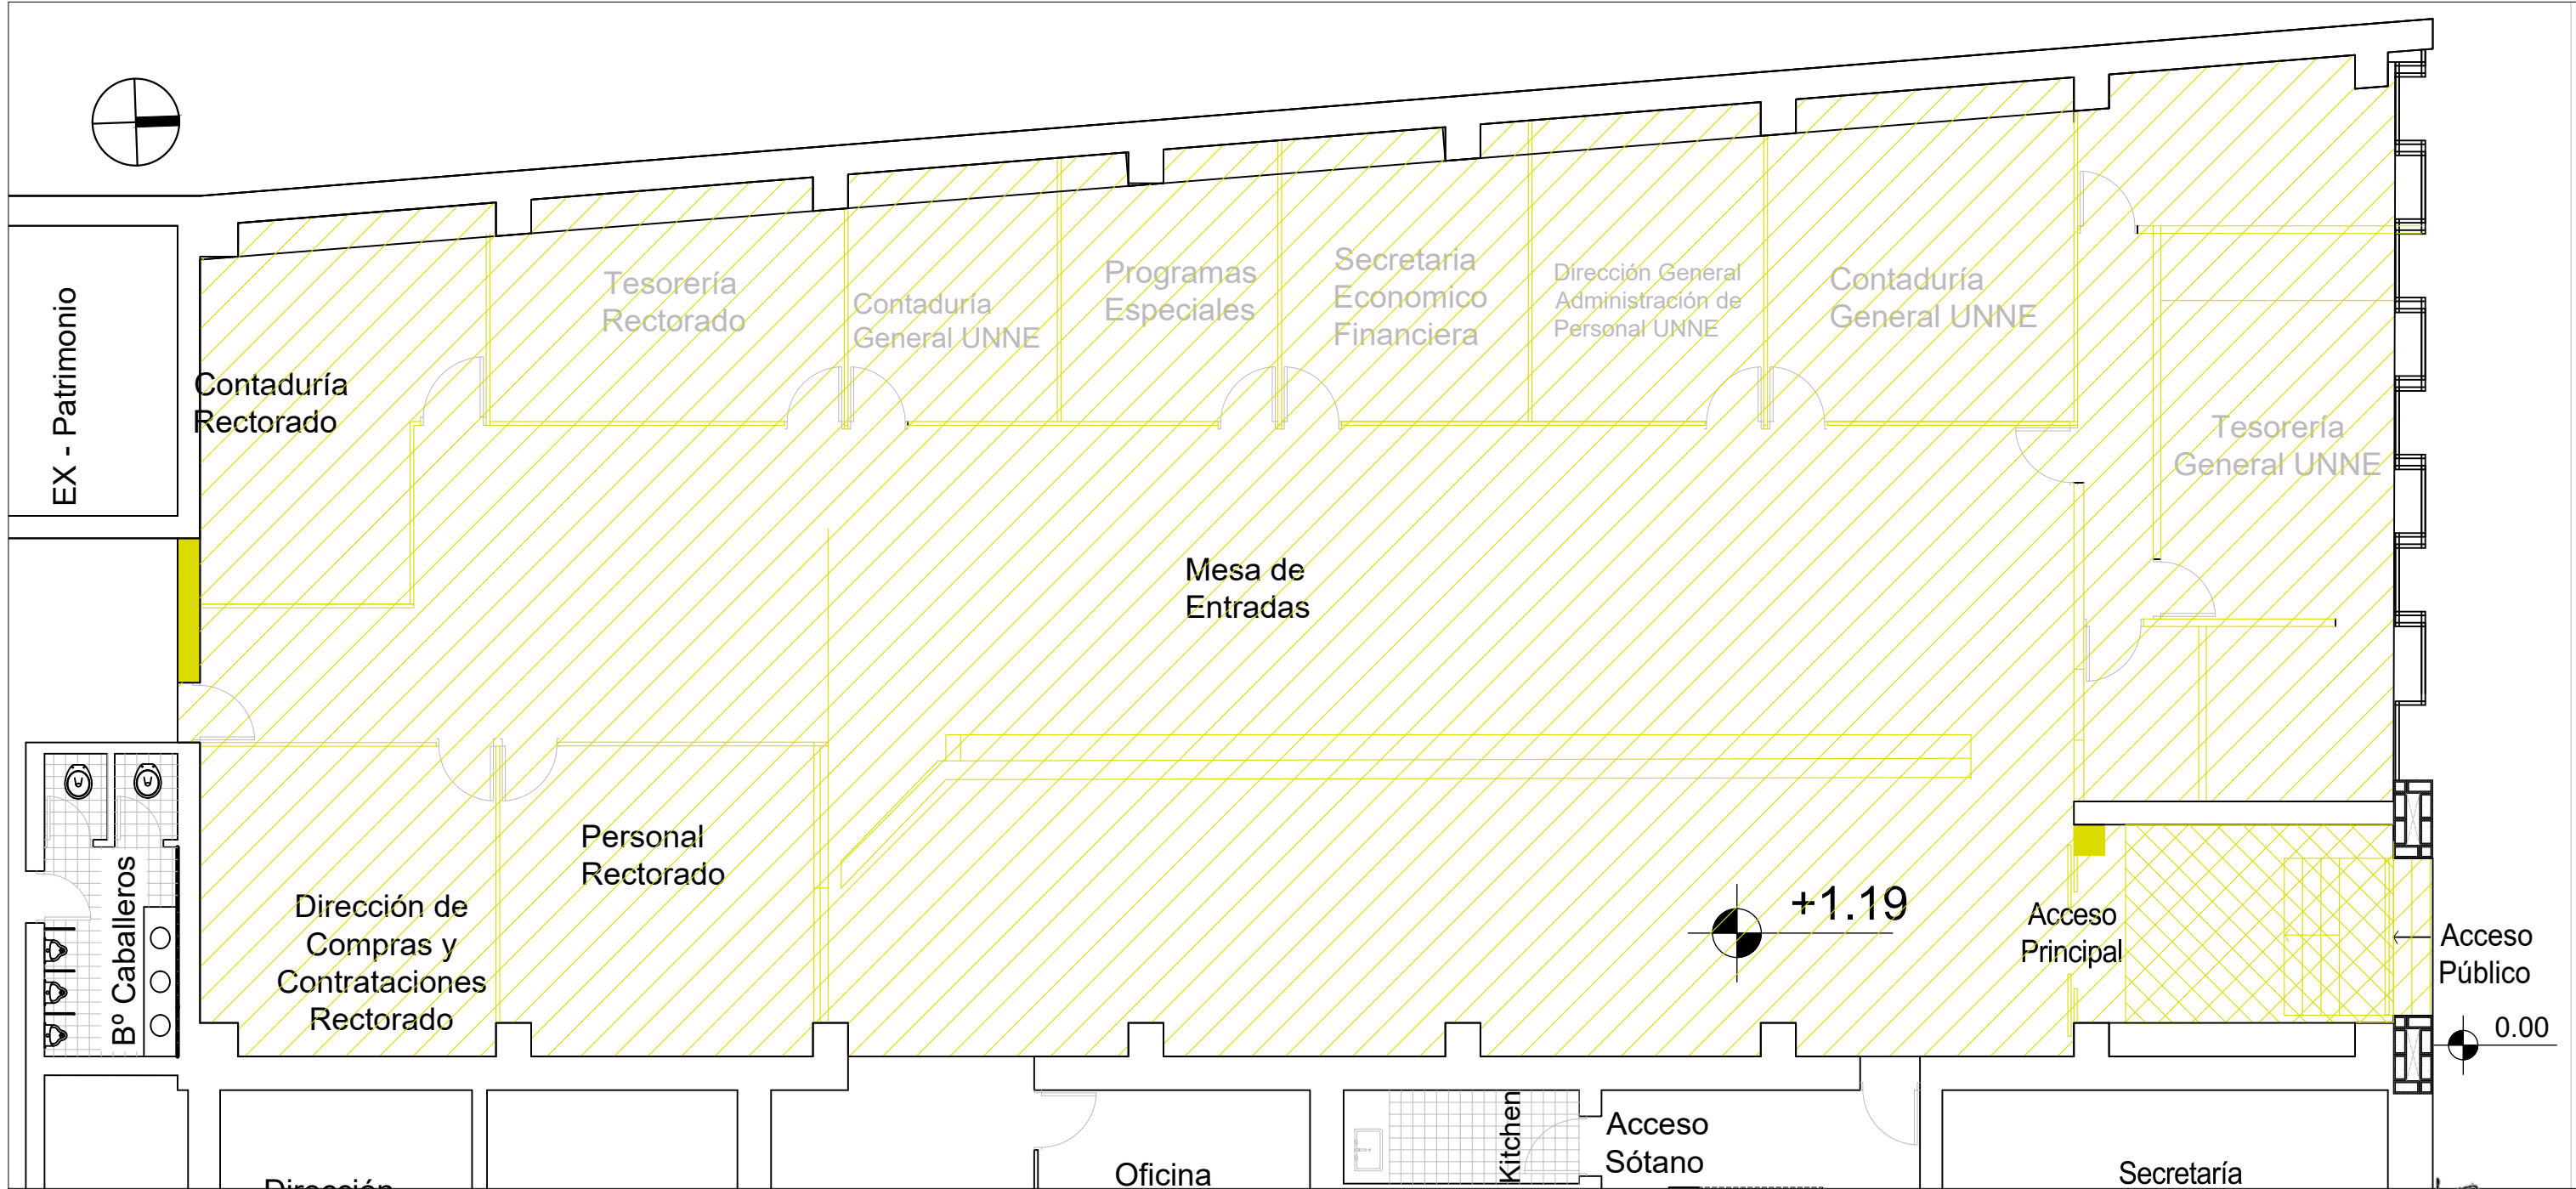 EX - Patrimonio
Contaduría
Rectorado
Tesorería
Rectorado
Contaduría
General UNNE
Programas
Especiales
Secretaria
Economico
Financiera
Dirección General
Administración de
Personal UNNE
Contaduría
General UNNE
Tesorería
General UNNE
Mesa de
Entradas
Personal
Rectorado
Dirección de
Compras y
Contrataciones
Rectorado
Bº Caballeros
+1.19
Acceso
Principal
Acceso
Público
0.00
Dirección
Oficina
Kitchen
Acceso
Sótano
Secretaría